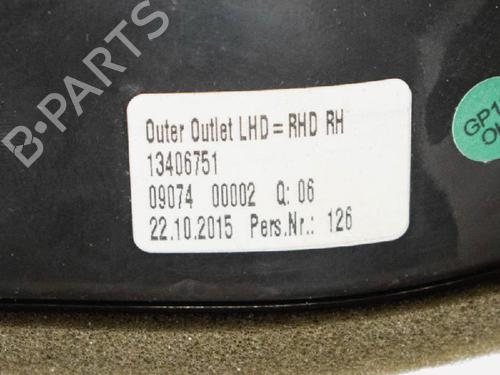 B-PARTS
Outer Outlet LHD = RHD RH
13406751
09074 00002 Q: 06
22.10.2015 Pers.Nr.: 126